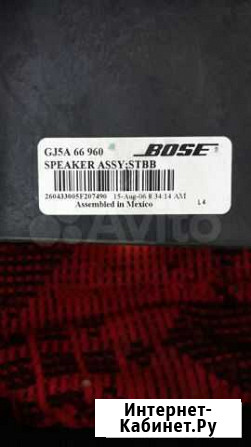 GJ5A 66 960 BOSE
SPEAKER ASSY;STBB
260433005F207490 15-Aug-06 8:34:14 AM
Assembled in Mexico L4
Avito
Интернет-
Кабинет.Ру